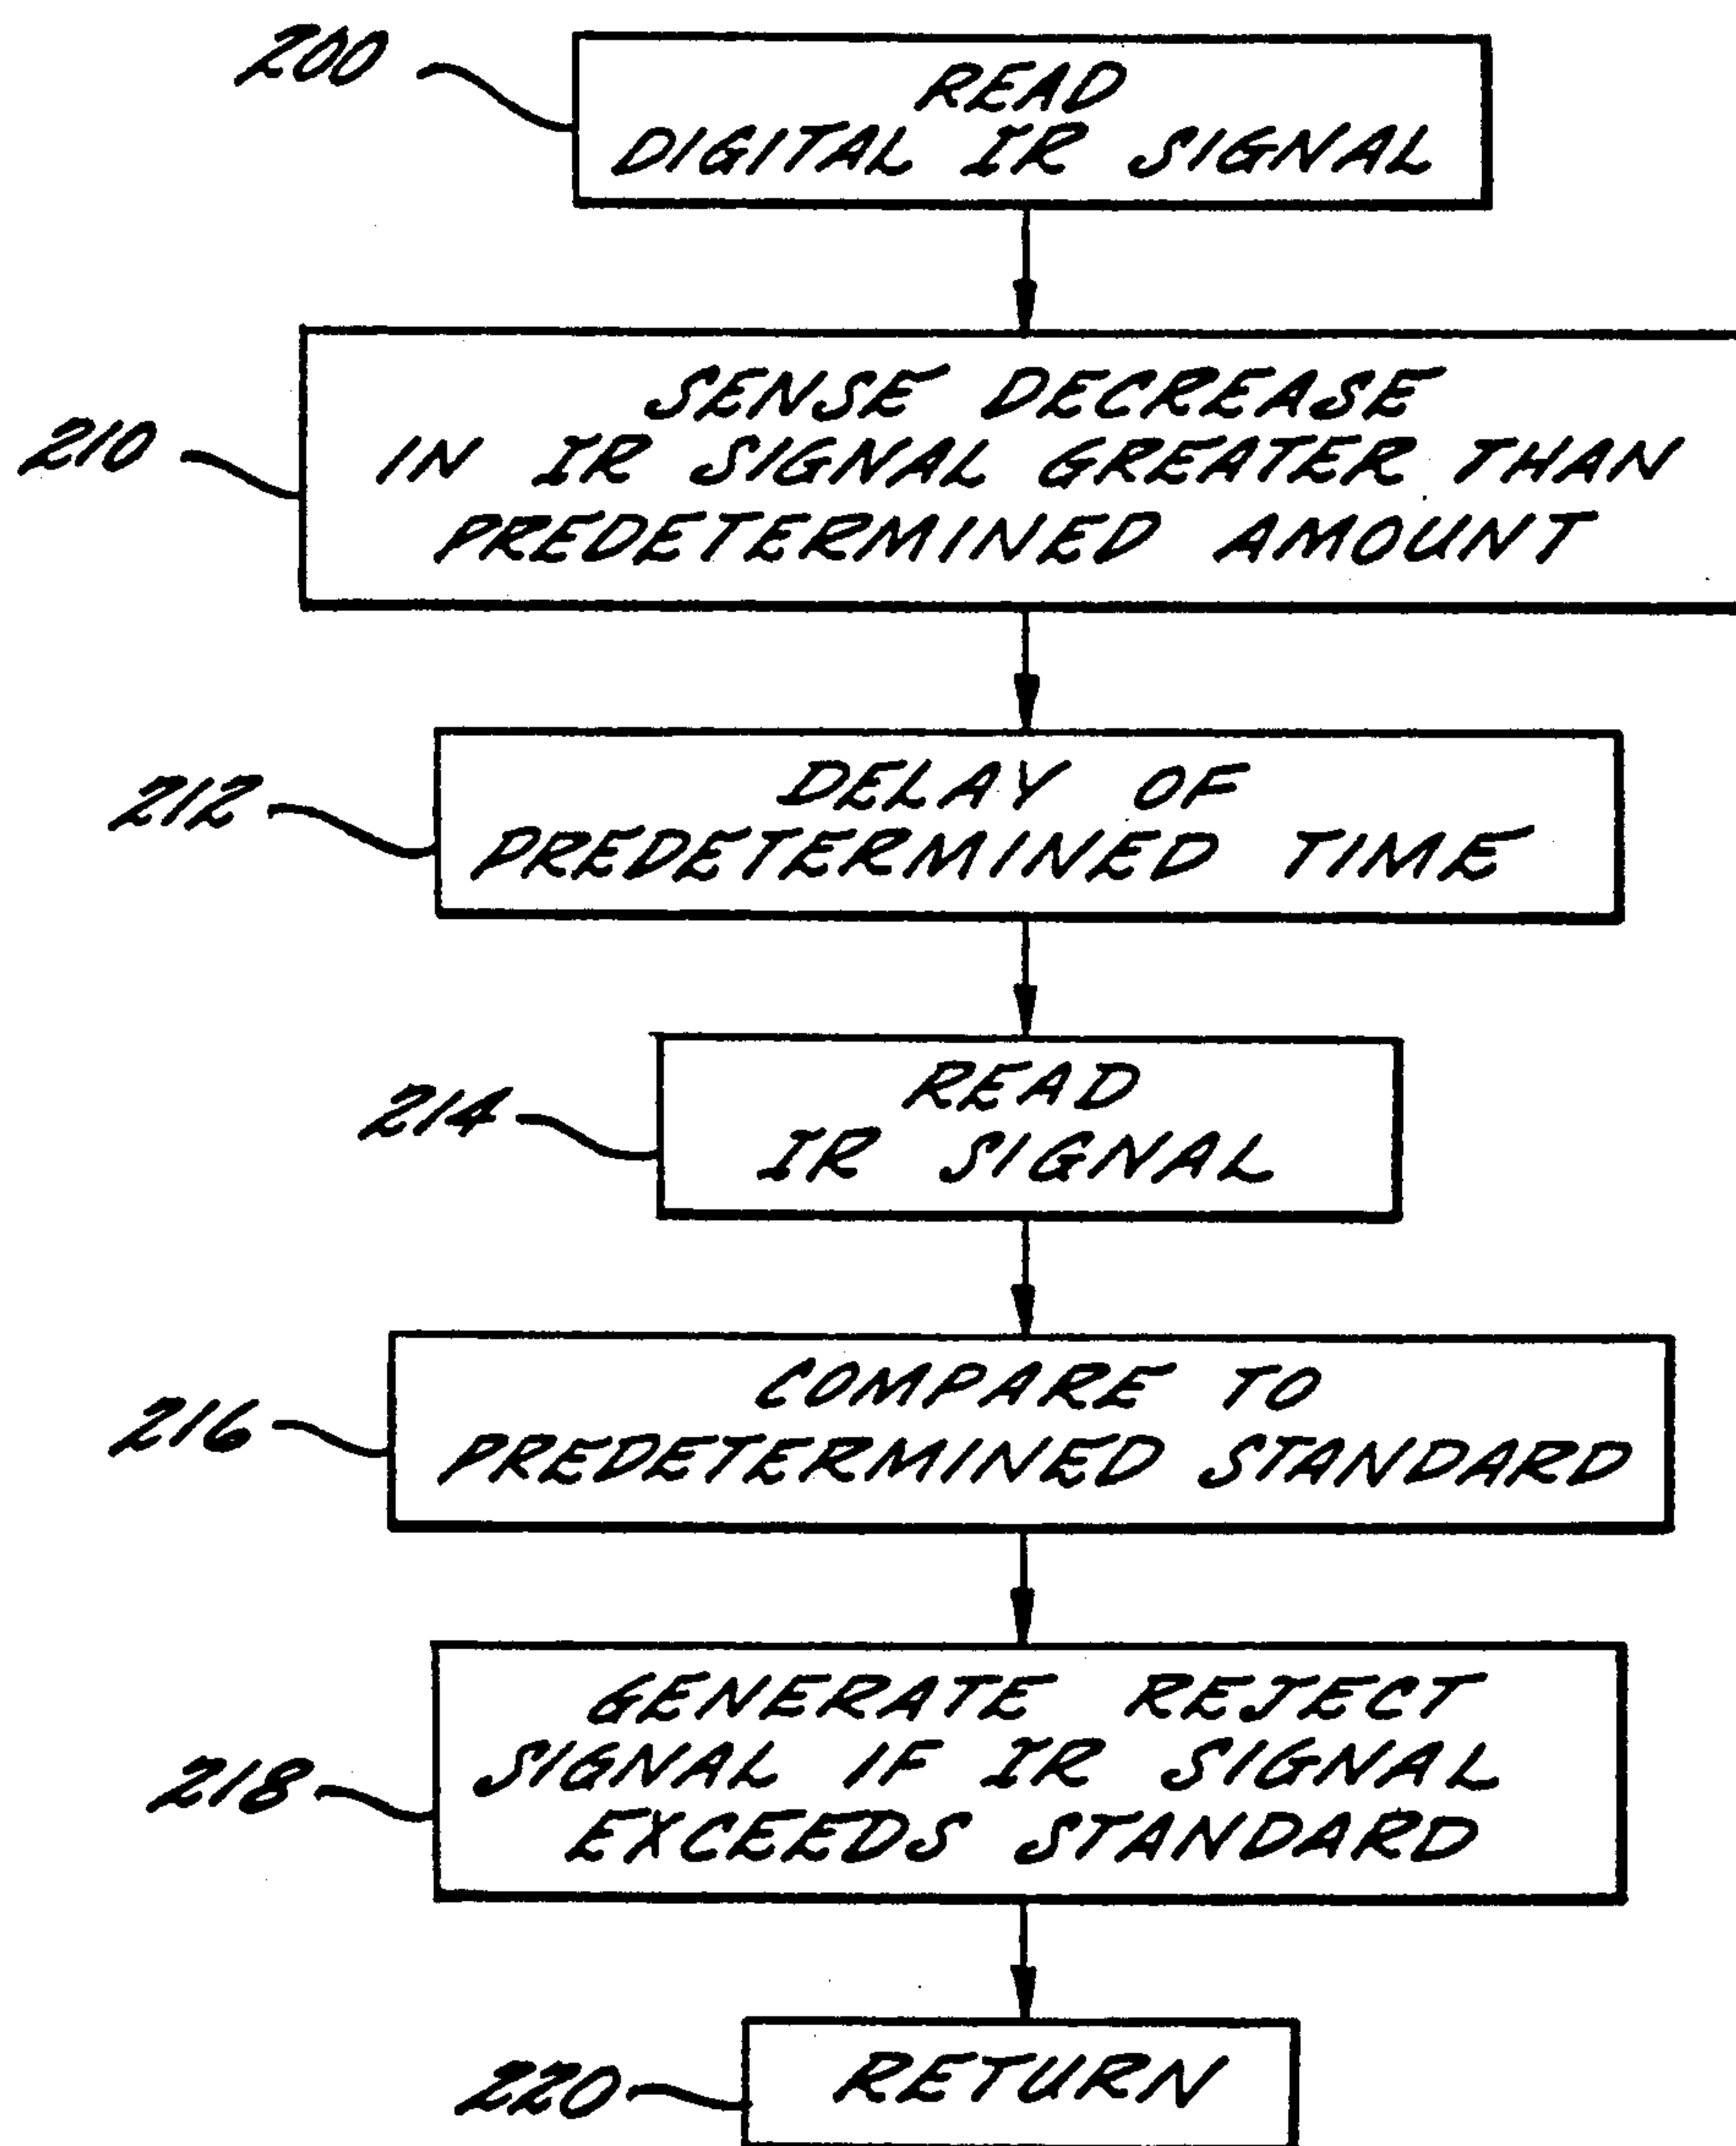 200
READ
DIGITAL IR SIGNAL
210
SENSE DECREASE
IN IR SIGNAL GREATER THAN
PREDETERMINED AMOUNT
212
DELAY OF
PREDETERMINED TIME
214
READ
IR SIGNAL
216
COMPARE TO
PREDETERMINED STANDARD
218
GENERATE REJECT
SIGNAL IF IR SIGNAL
EXCEEDS STANDARD
220
RETURN